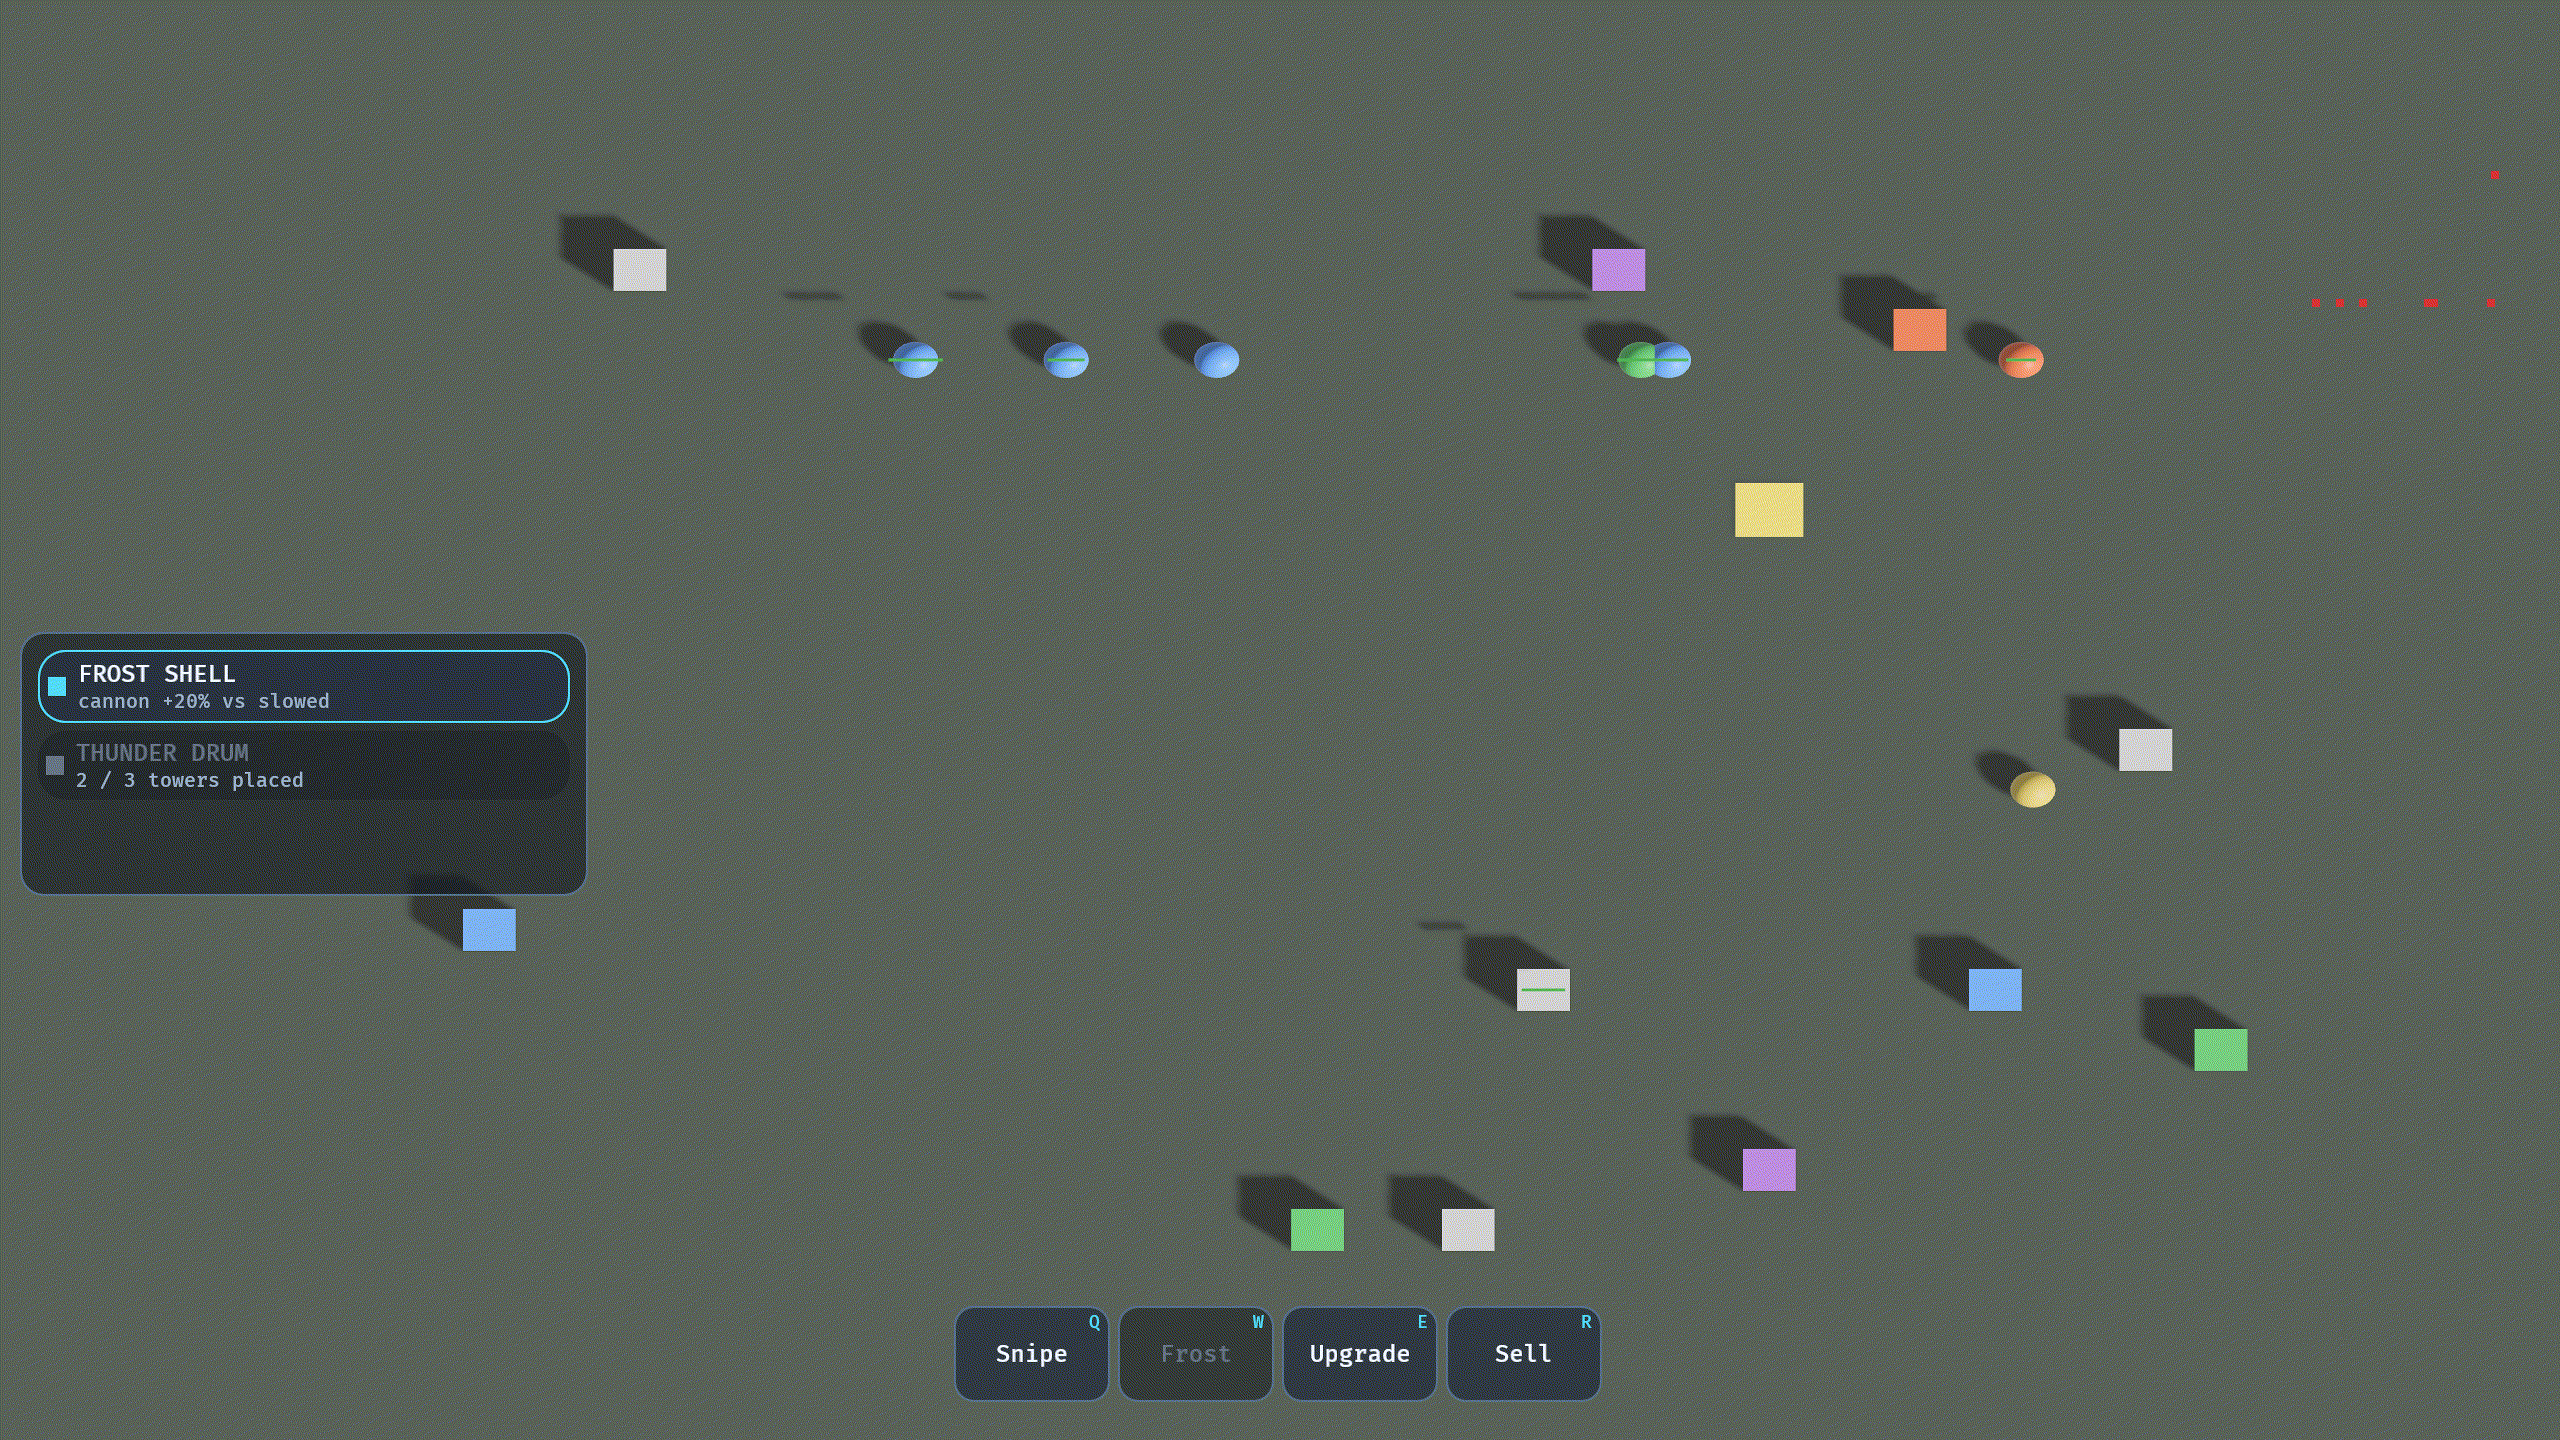 FROST SHELL
cannon +20% vs slowed
THUNDER DRUM
2 / 3 towers placed
Q
Snipe
W
Frost
E
Upgrade
R
Sell